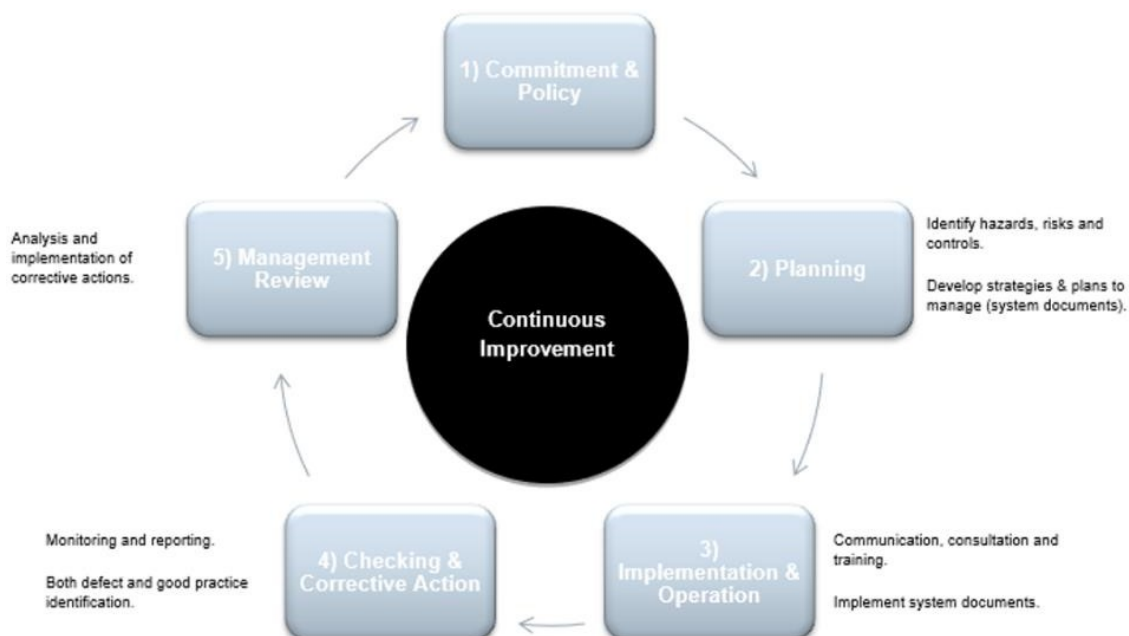 1) Commitment &
Policy
Analysis and
implementation of
corrective actions.
5) Management
Review
Continuous
Improvement
2) Planning
Identify hazards, risks and
controls.
Develop strategies & plans to
manage (system documents).
Monitoring and reporting.
Both defect and good practice
identification.
4) Checking &
Corrective Action
3)
Implementation &
Operation
Communication, consultation and
training.
Implement system documents.